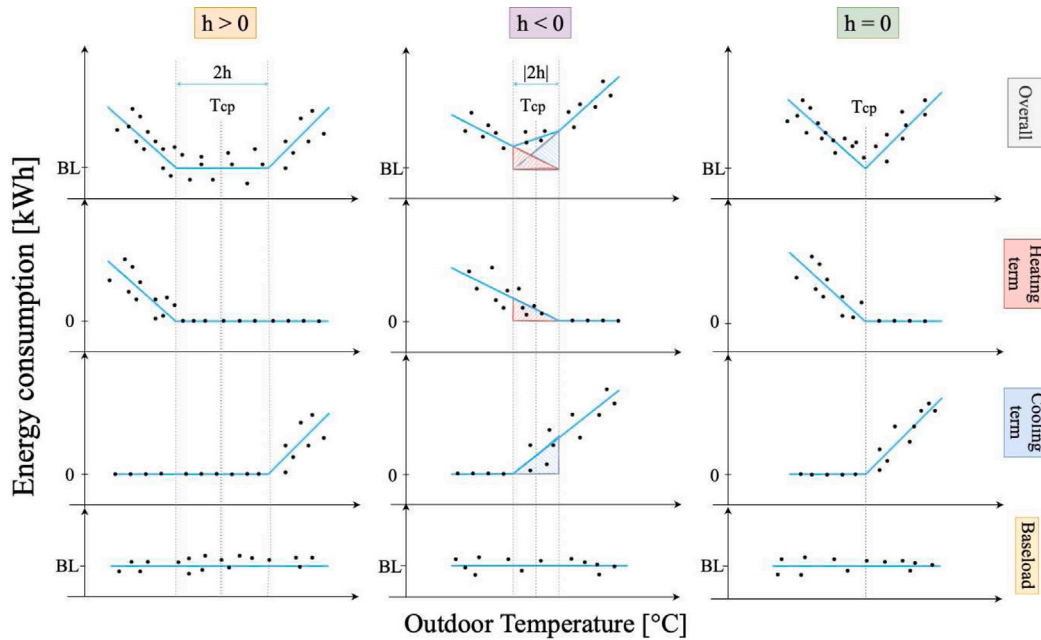 h > 0
h < 0
h = 0
2h
|2h|
Tcp
Tcp
Tcp
BL
BL
BL
Overall
0
0
0
Heating
term
0
0
0
Cooling
term
BL
BL
BL
Baseload
Energy consumption [kWh]
Outdoor Temperature [°C]